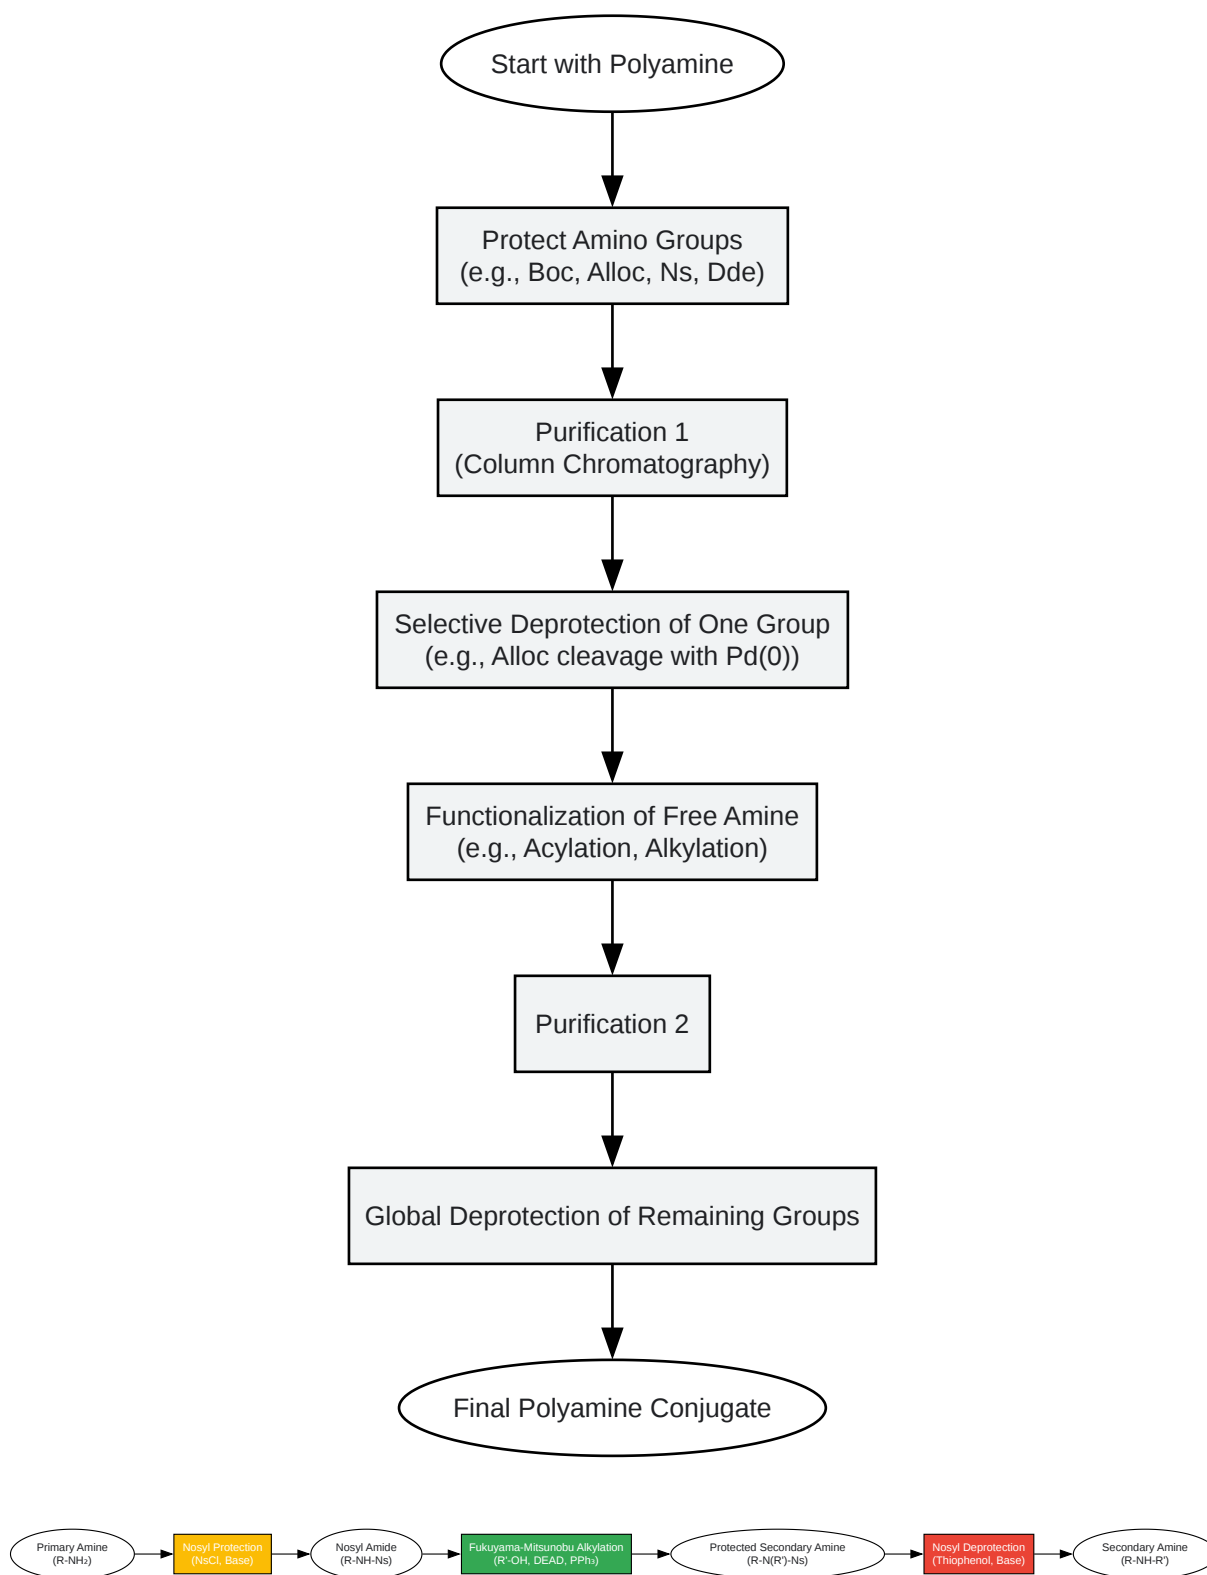 Start with Polyamine
Protect Amino Groups
(e.g., Boc, Alloc, Ns, Dde)
Purification 1
(Column Chromatography)
Selective Deprotection of One Group
(e.g., Alloc cleavage with Pd(0))
Functionalization of Free Amine
(e.g., Acylation, Alkylation)
Purification 2
Global Deprotection of Remaining Groups
Final Polyamine Conjugate
Primary Amine
(R-NH₂)
Nosyl Protection
(NsCl, Base)
Nosyl Amide
(R-NH-Ns)
Fukuyama-Mitsunobu Alkylation
(R'-OH, DEAD, PPh₃)
Protected Secondary Amine
(R-N(R')-Ns)
Nosyl Deprotection
(Thiophenol, Base)
Secondary Amine
(R-NH-R')